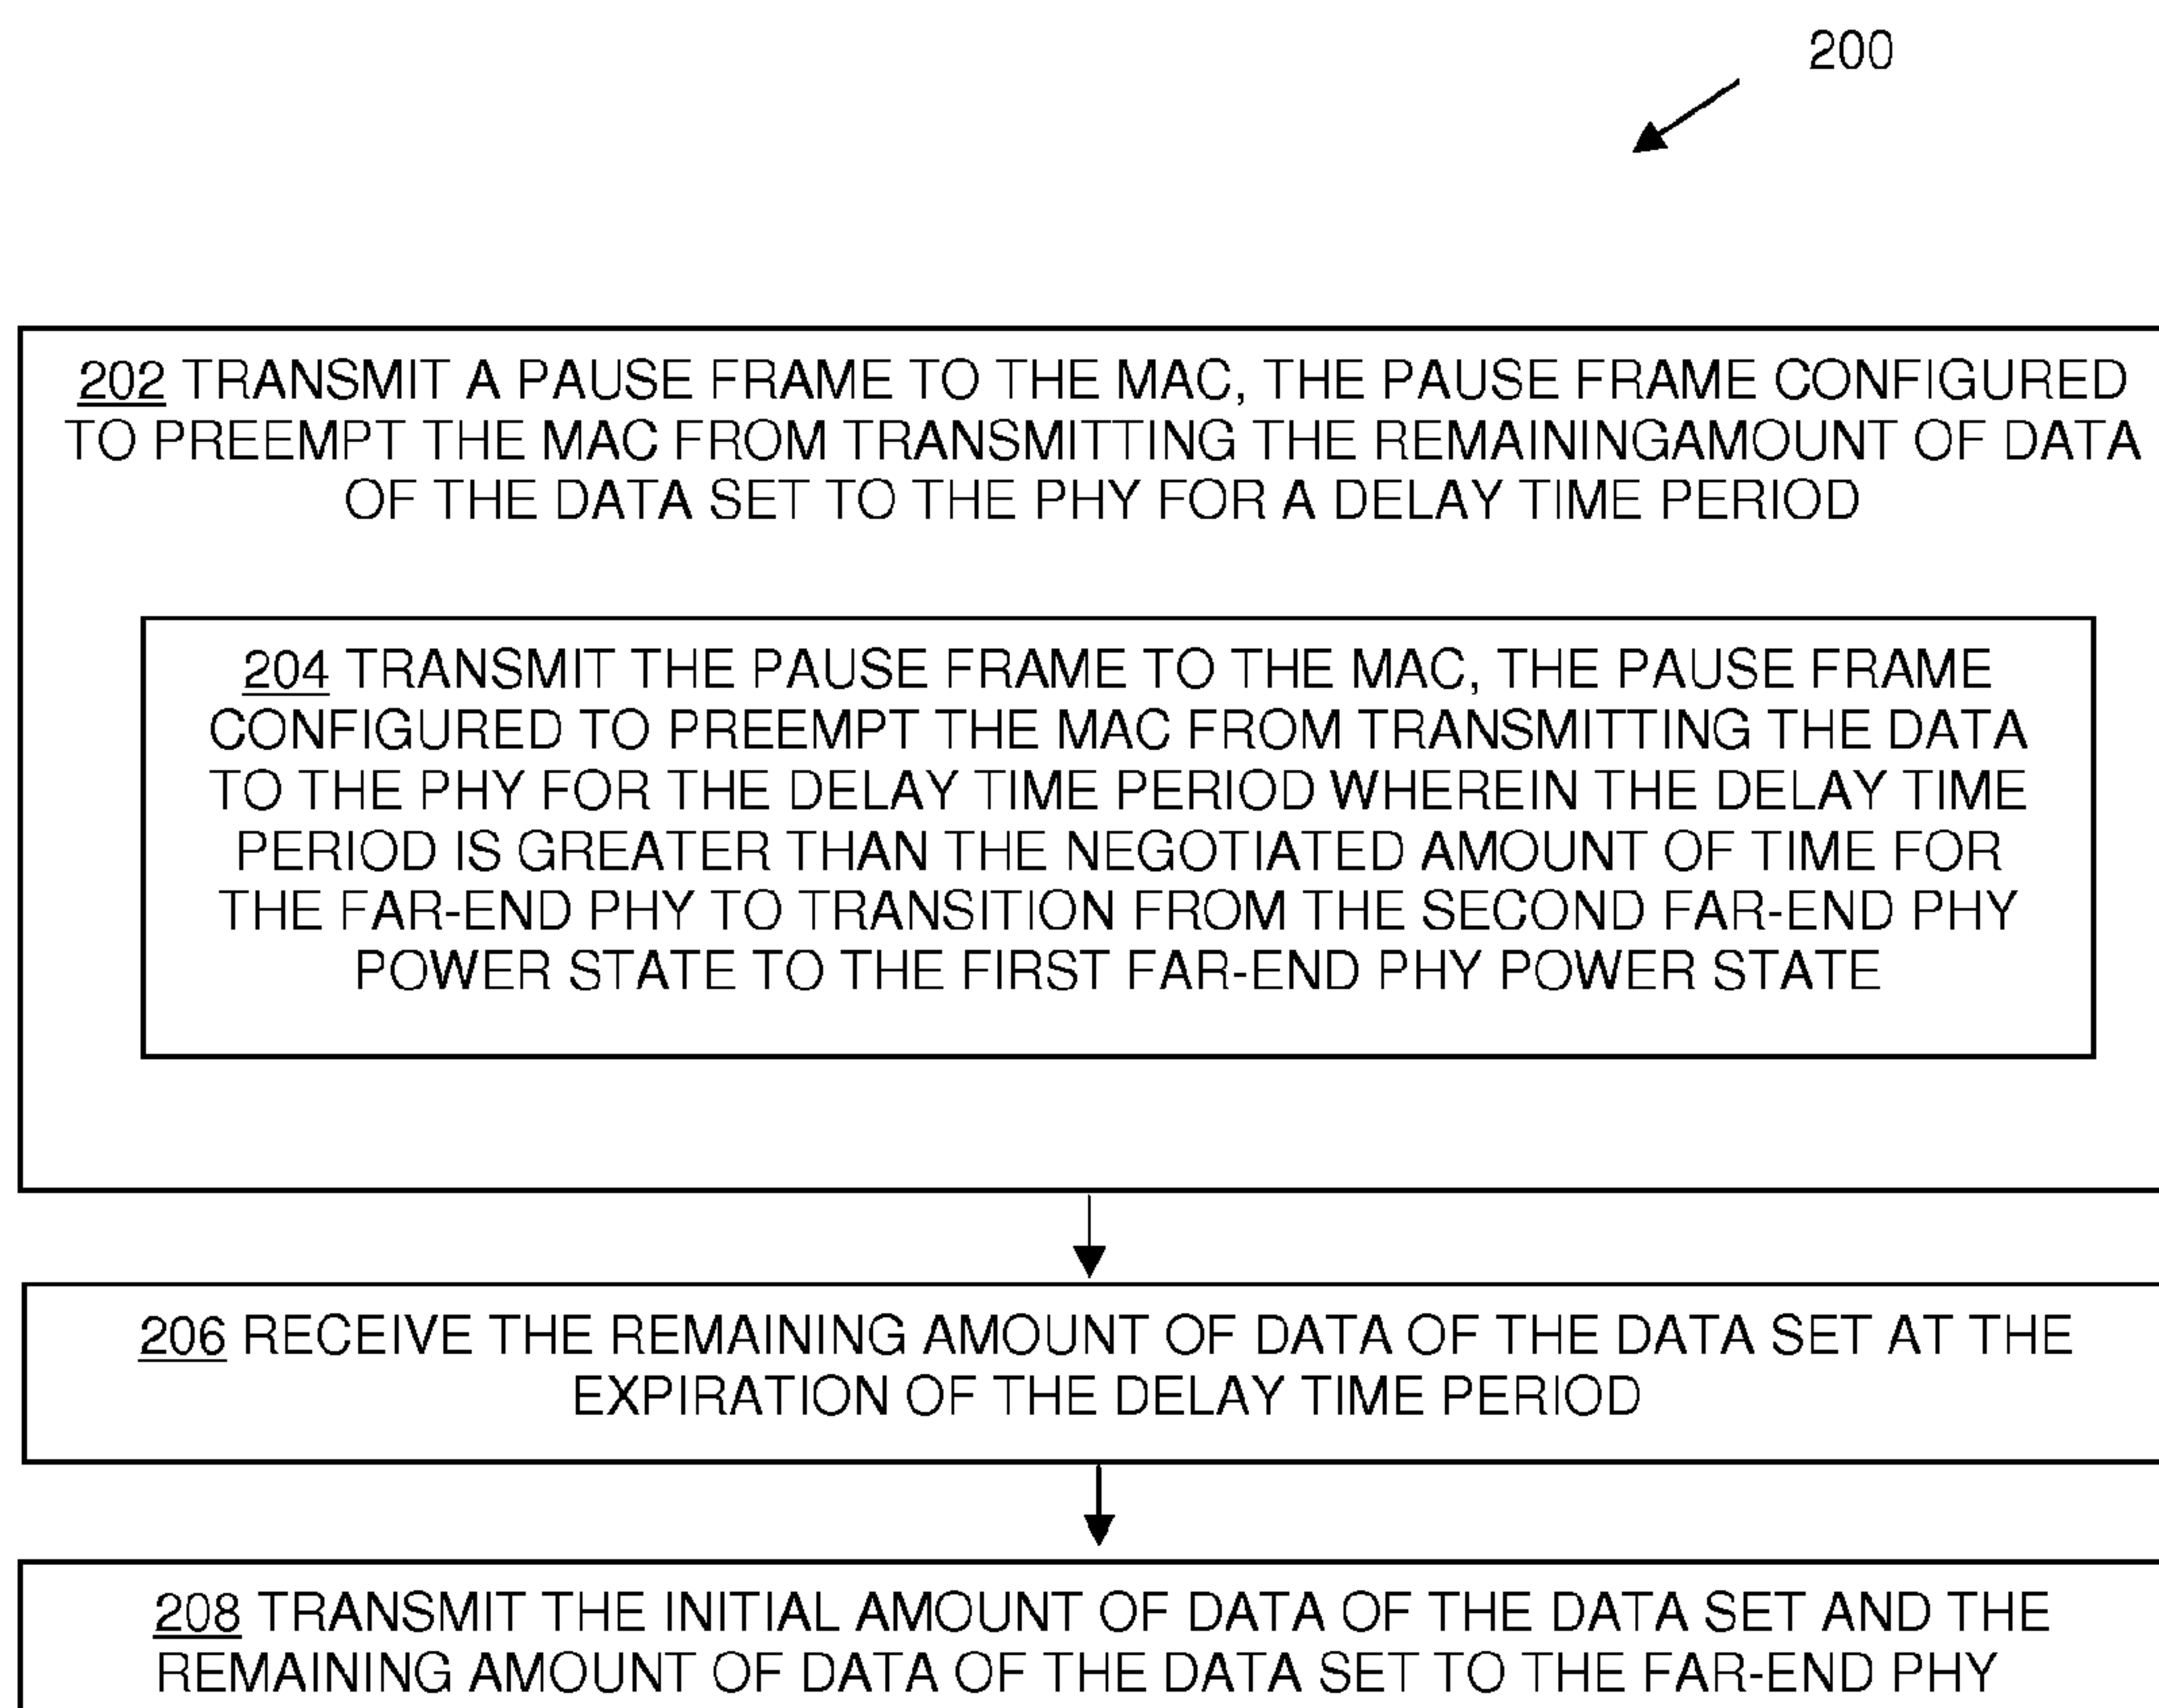 200
202 TRANSMIT A PAUSE FRAME TO THE MAC, THE PAUSE FRAME CONFIGURED
TO PREEMPT THE MAC FROM TRANSMITTING THE REMAININGAMOUNT OF DATA
OF THE DATA SET TO THE PHY FOR A DELAY TIME PERIOD
204 TRANSMIT THE PAUSE FRAME TO THE MAC, THE PAUSE FRAME
CONFIGURED TO PREEMPT THE MAC FROM TRANSMITTING THE DATA
TO THE PHY FOR THE DELAY TIME PERIOD WHEREIN THE DELAY TIME
PERIOD IS GREATER THAN THE NEGOTIATED AMOUNT OF TIME FOR
THE FAR-END PHY TO TRANSITION FROM THE SECOND FAR-END PHY
POWER STATE TO THE FIRST FAR-END PHY POWER STATE
206 RECEIVE THE REMAINING AMOUNT OF DATA OF THE DATA SET AT THE
EXPIRATION OF THE DELAY TIME PERIOD
208 TRANSMIT THE INITIAL AMOUNT OF DATA OF THE DATA SET AND THE
REMAINING AMOUNT OF DATA OF THE DATA SET TO THE FAR-END PHY